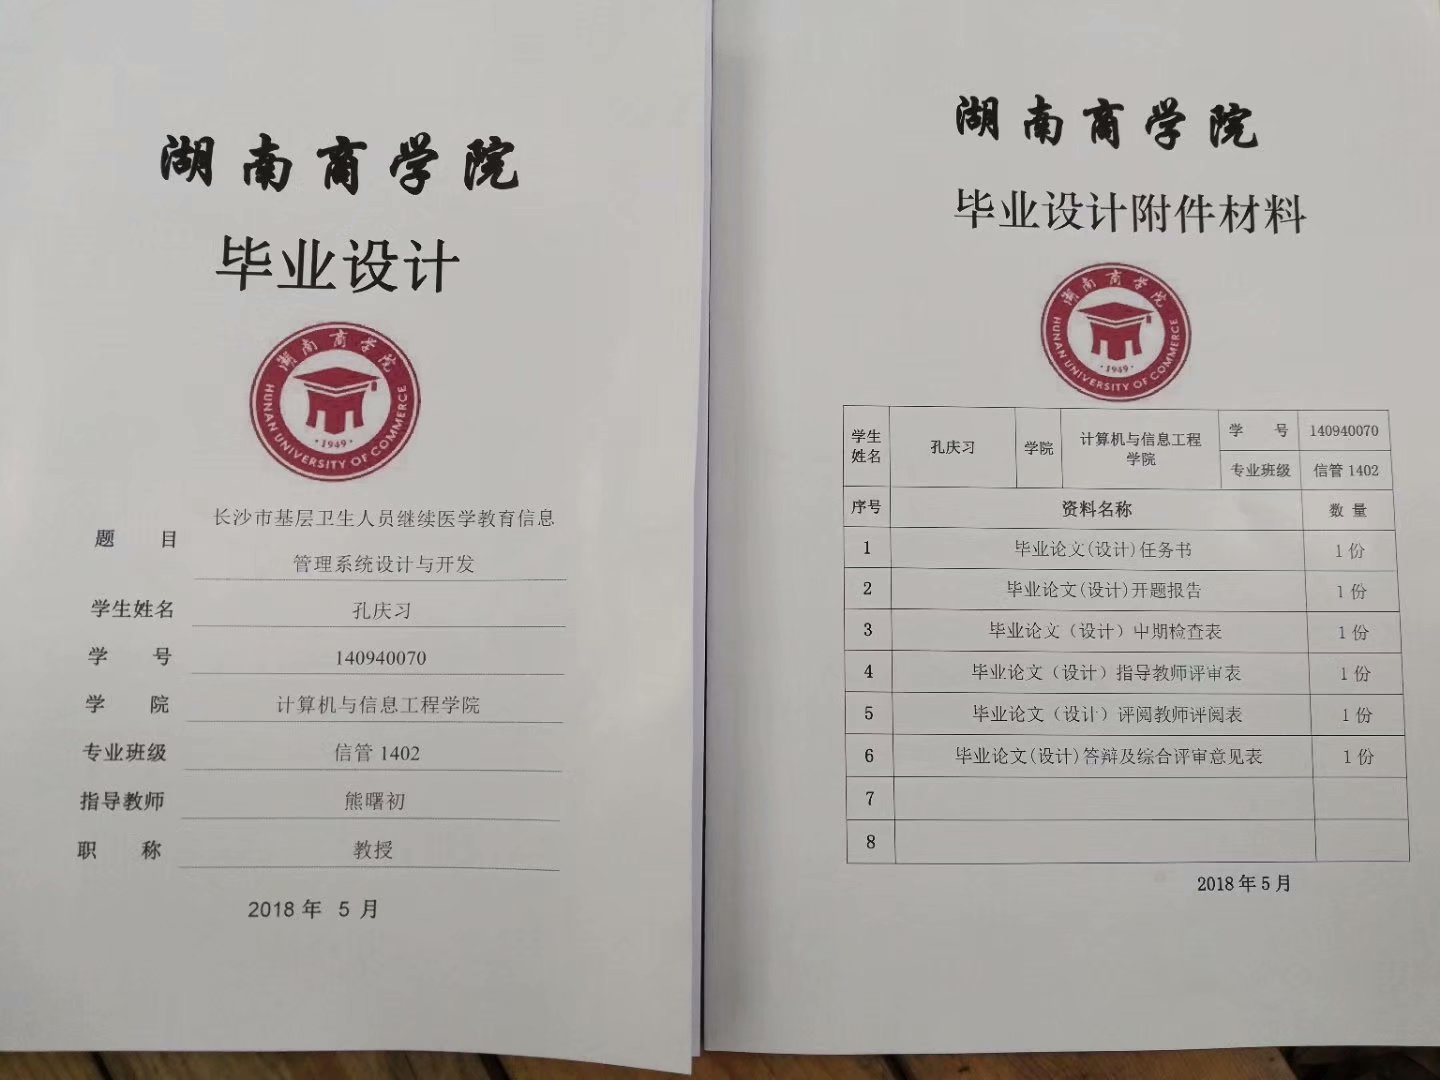 湖南商学院
毕业设计
湖南商学院
HUNAN UNIVERSITY OF COMMERCE
·1949·
题 目 长沙市基层卫生人员继续医学教育信息
管理系统设计与开发
学生姓名 孔庆习
学 号 140940070
学 院 计算机与信息工程学院
专业班级 信管 1402
指导教师 熊曙初
职 称 教授
2018 年 5 月
湖南商学院
毕业设计附件材料
湖南商学院
HUNAN UNIVERSITY OF COMMERCE
·1949·
学生姓名 孔庆习 学院 计算机与信息工程学院 学 号 140940070
专业班级 信管 1402
序号 资料名称 数 量
1 毕业论文(设计)任务书 1 份
2 毕业论文(设计)开题报告 1 份
3 毕业论文（设计）中期检查表 1 份
4 毕业论文（设计）指导教师评审表 1 份
5 毕业论文（设计）评阅教师评阅表 1 份
6 毕业论文(设计)答辩及综合评审意见表 1 份
7
8
2018 年 5 月